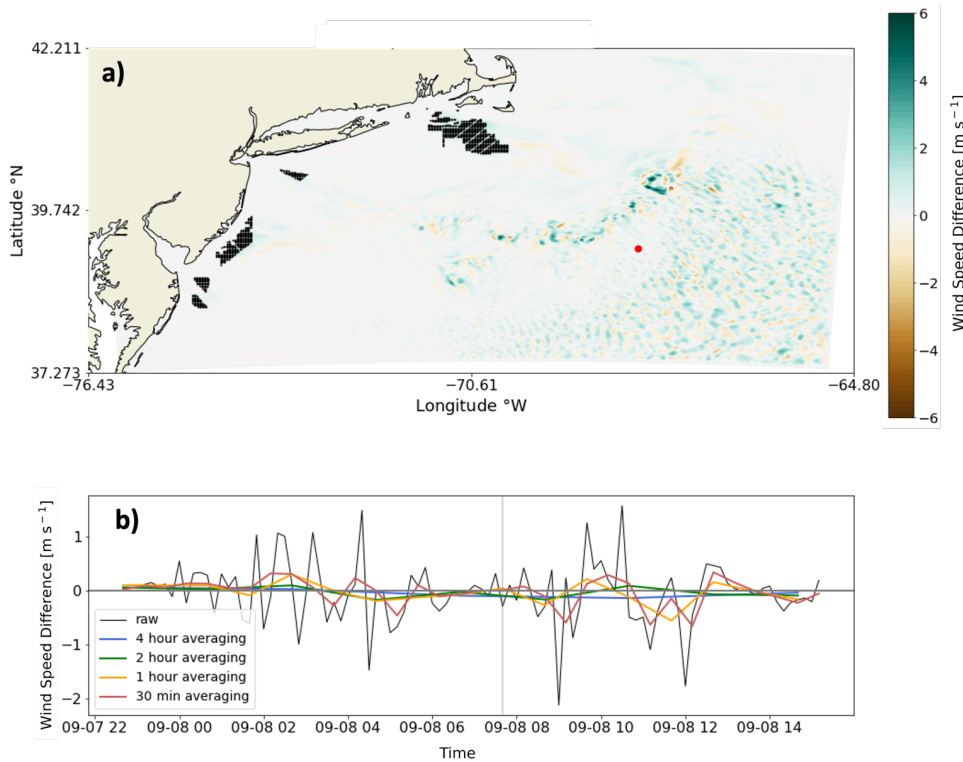 6
42.211
a)
4
2
Latitude °N
39.742
0
Wind Speed Difference [m s⁻¹]
−2
−4
37.273
−76.43
−70.61
−64.80
Longitude °W
−6
b)
1
0
−1
−2
Wind Speed Difference [m s⁻¹]
raw
4 hour averaging
2 hour averaging
1 hour averaging
30 min averaging
09-07 22
09-08 00
09-08 02
09-08 04
09-08 06
09-08 08
09-08 10
09-08 12
09-08 14
Time